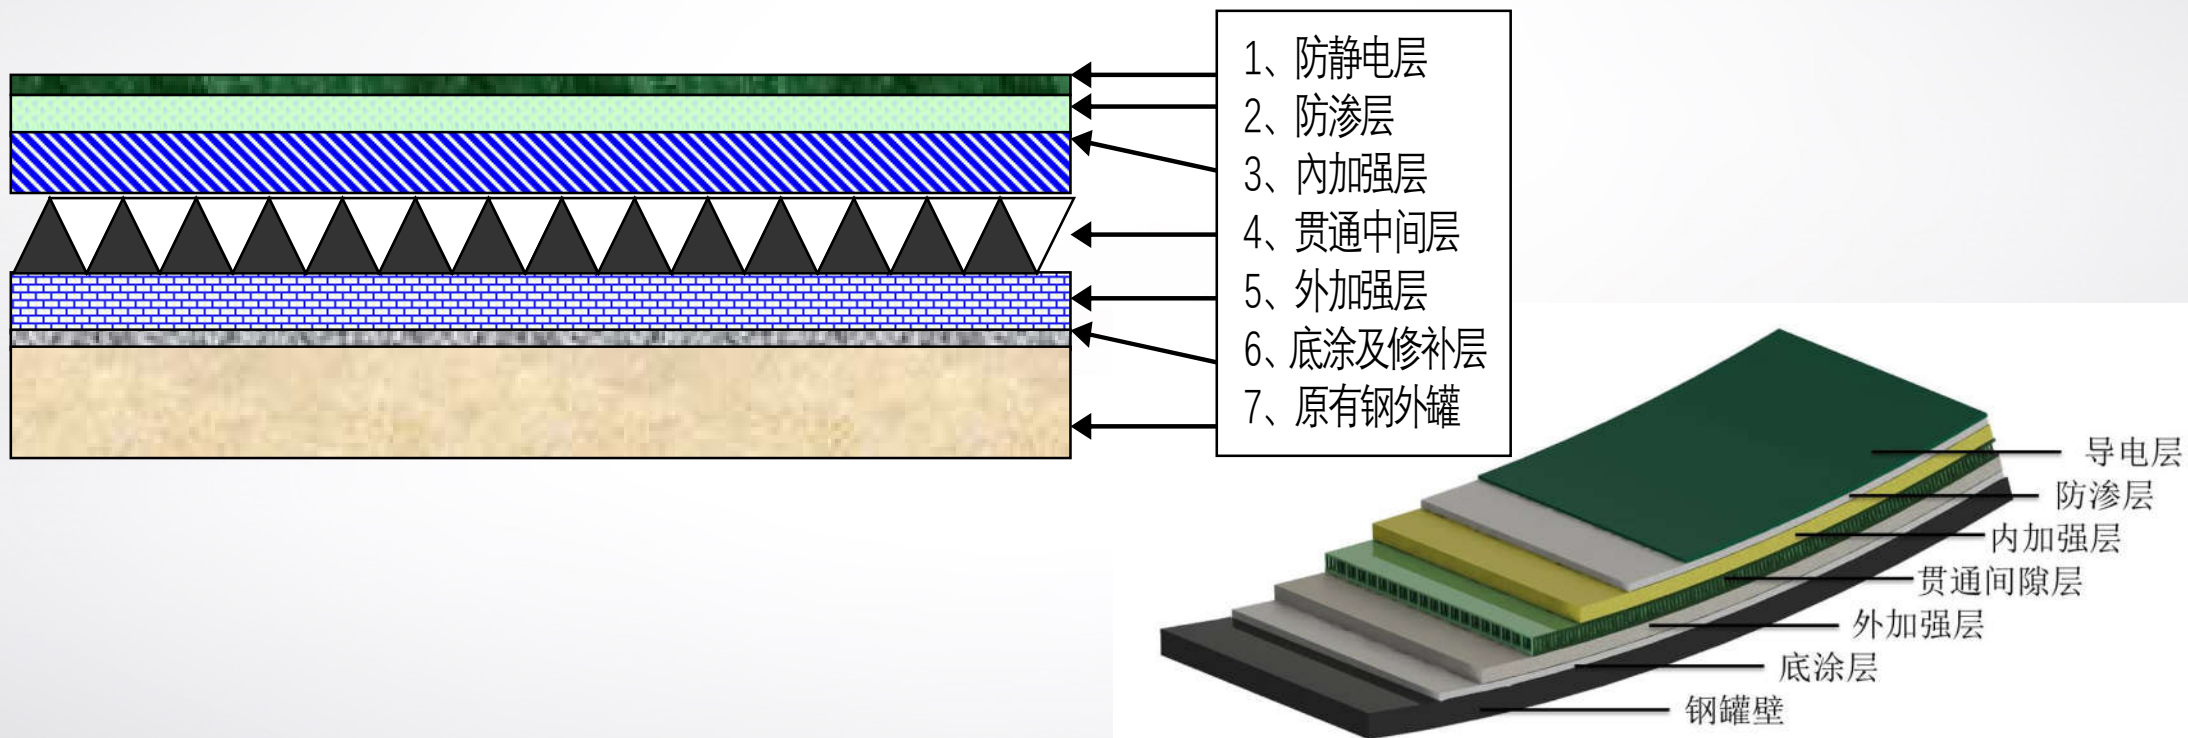 1、防静电层
2、防渗层
3、内加强层
4、贯通中间层
5、外加强层
6、底涂及修补层
7、原有钢外罐
导电层
防渗层
内加强层
贯通间隙层
外加强层
底涂层
钢罐壁